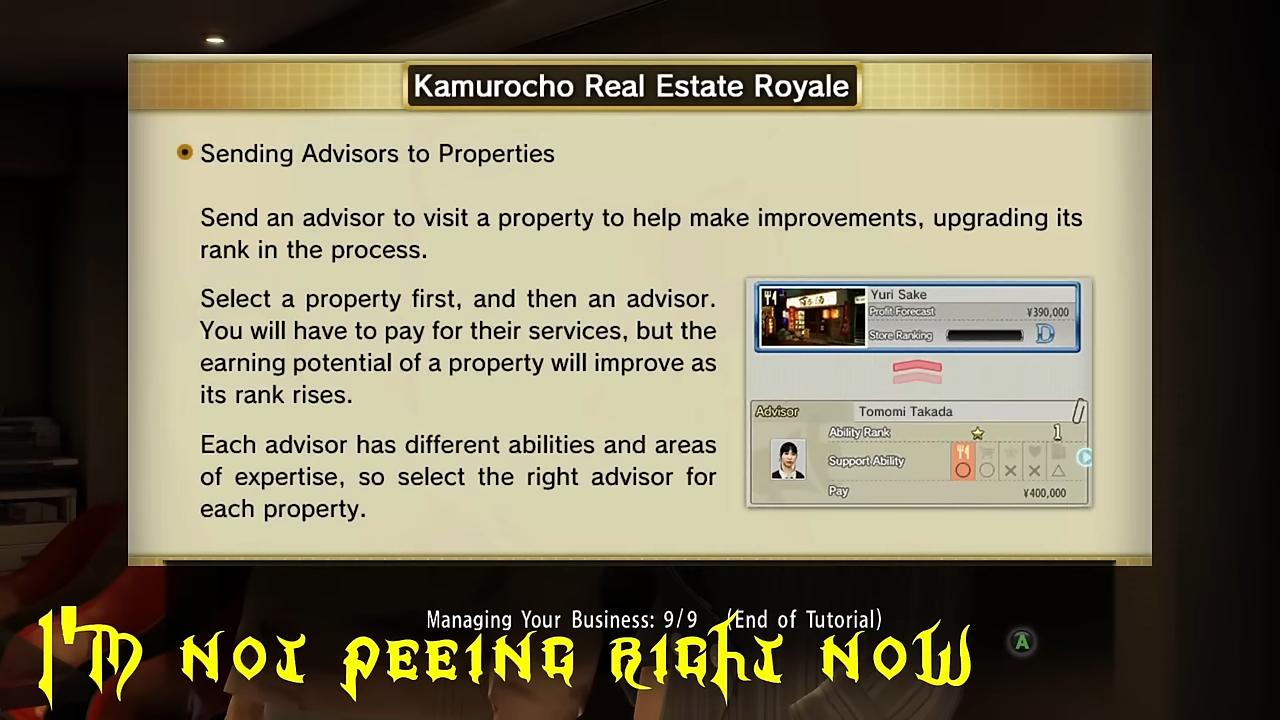 Kamurocho Real Estate Royale
Sending Advisors to Properties
Send an advisor to visit a property to help make improvements, upgrading its
rank in the process.
Select a property first, and then an advisor.
You will have to pay for their services, but the
earning potential of a property will improve as
its rank rises.
Each advisor has different abilities and areas
of expertise, so select the right advisor for
each property.
Yuri Sake
Profit Forecast ¥390,000
Store Ranking D
Advisor Tomomi Takada
Ability Rank 1
Support Ability
Pay ¥400,000
Managing Your Business: 9/9 (End of Tutorial)
I'm not peeing right now
A